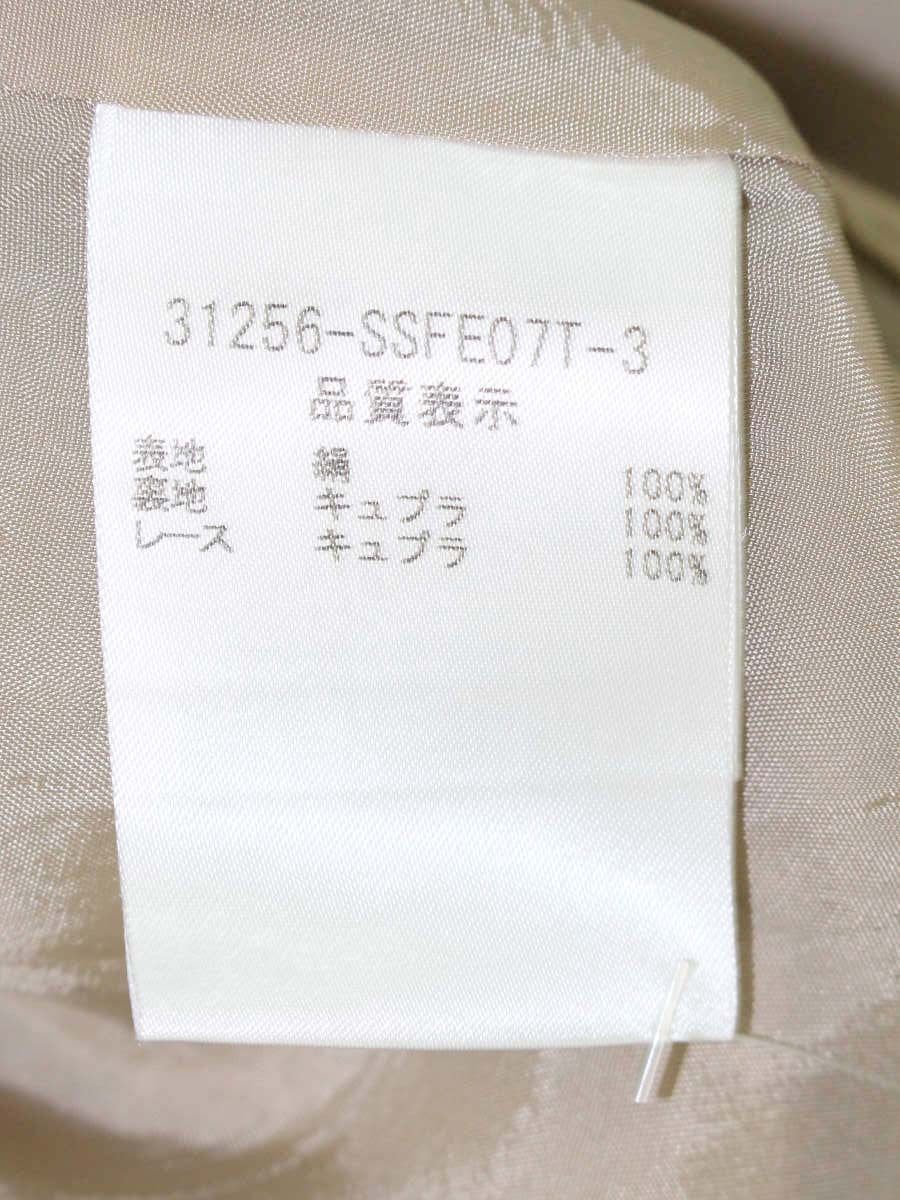 31256-SSFE07T-3
品質表示
表地 絹 100%
裏地 キュプラ 100%
レース キュプラ 100%